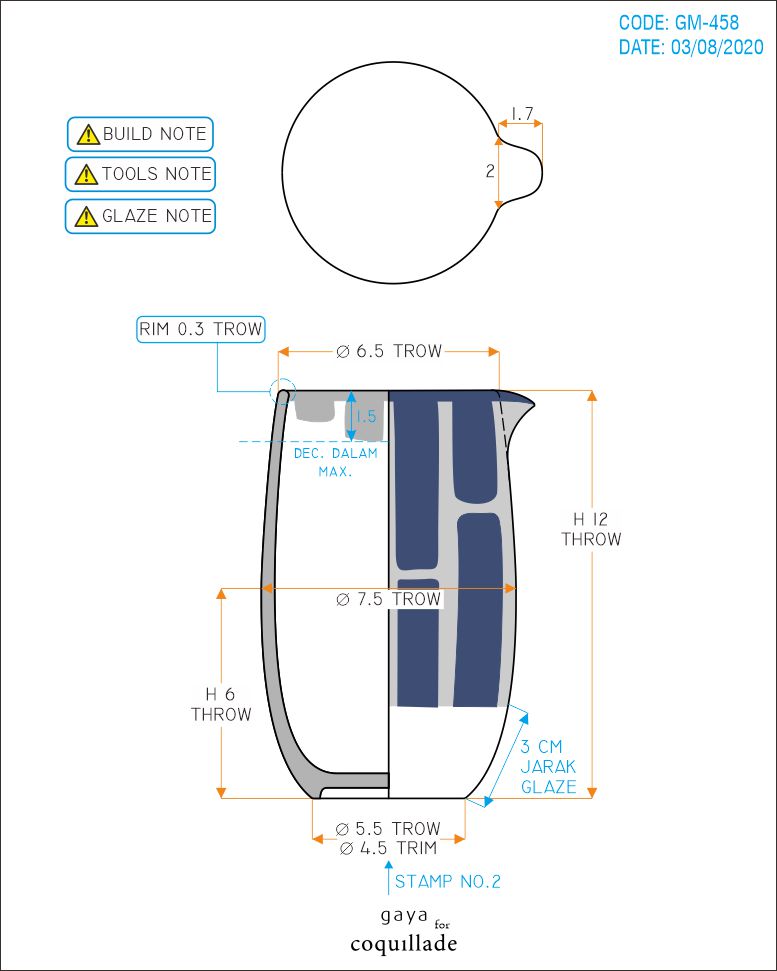 CODE: GM-458
DATE: 03/08/2020
1.7
BUILD NOTE
TOOLS NOTE
2
GLAZE NOTE
RIM 0.3 TROW
Ø 6.5 TROW
1.5
DEC. DALAM
MAX.
H 12
THROW
Ø 7.5 TROW
H 6
THROW
3 CM
JARAK
GLAZE
Ø 5.5 TROW
Ø 4.5 TRIM
STAMP NO.2
gaya for
coquillade